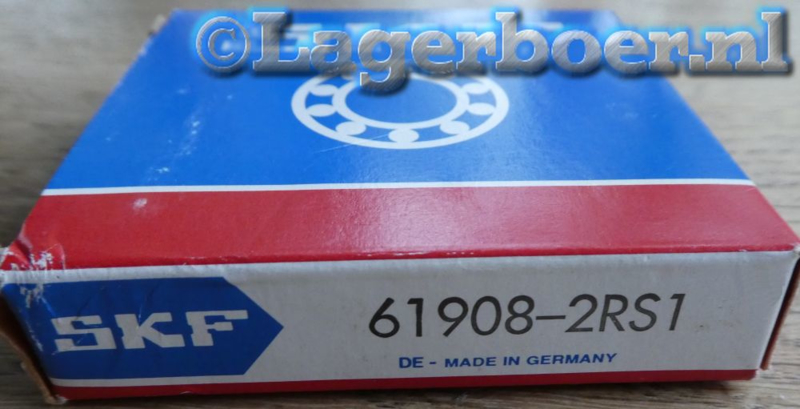 ©Lagerboer.nl
SKF
61908-2RS1
DE - MADE IN GERMANY